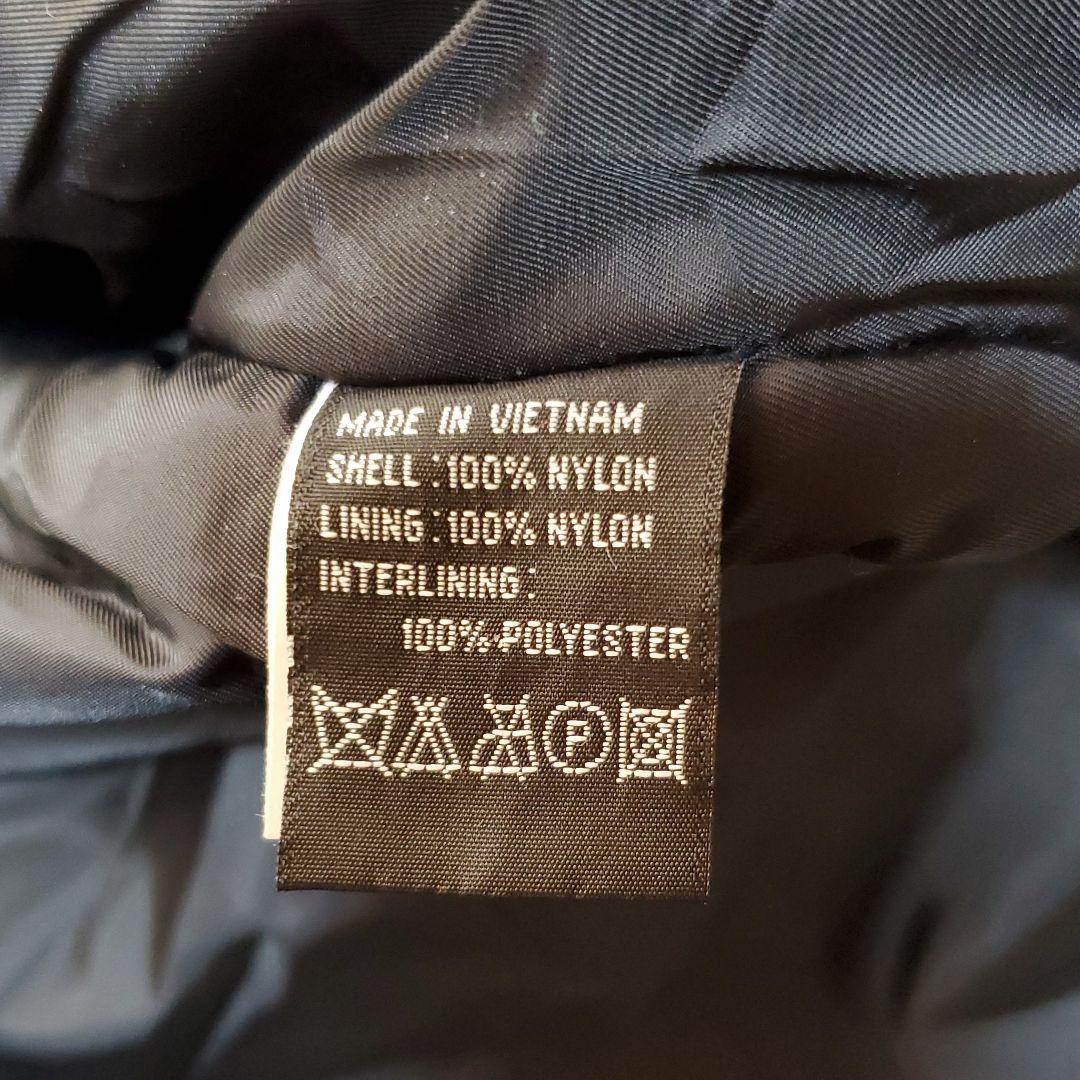 MADE IN VIETNAM
SHELL :100% NYLON
LINING :100% NYLON
INTERLINING :
100% POLYESTER
P